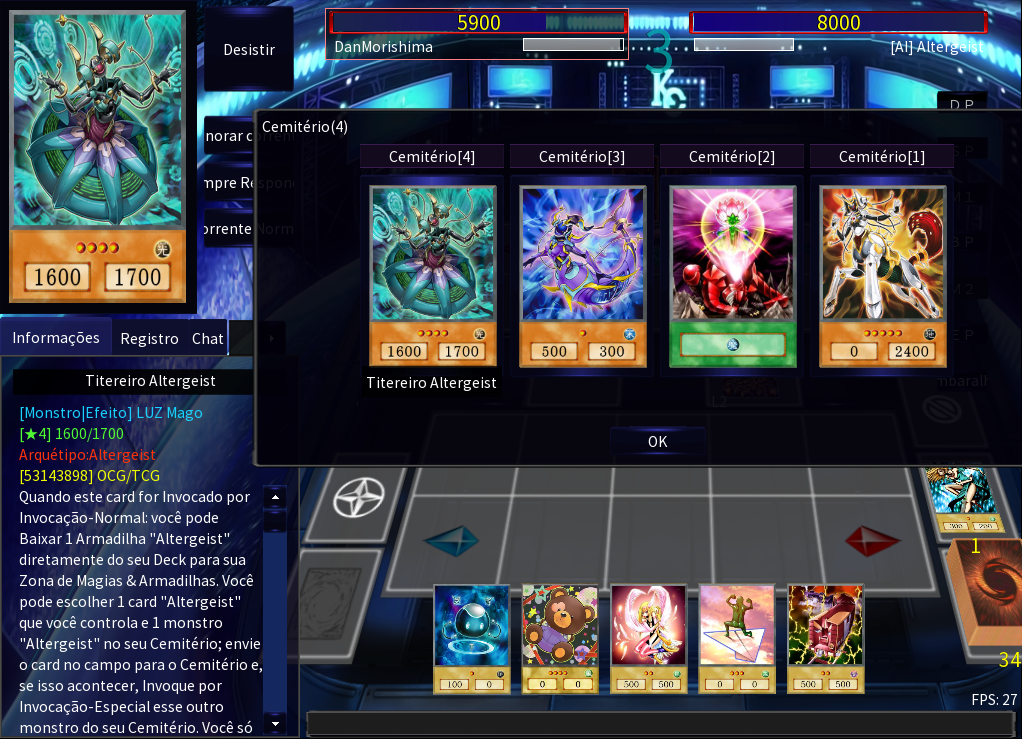 Desistir
5900
8000
DanMorishima
[AI] Altergeist
3
KC
D P
Cemitério(4)
Cemitério[4]
Cemitério[3]
Cemitério[2]
Cemitério[1]
1600
1700
1600 1700
500 300
0 2400
Titereiro Altergeist
OK
Informações
Registro
Chat
Titereiro Altergeist
[Monstro|Efeito] LUZ Mago
[★4] 1600/1700
Arquétipo:Altergeist
[53143898] OCG/TCG
Quando este card for Invocado por
Invocação-Normal: você pode
Baixar 1 Armadilha "Altergeist"
diretamente do seu Deck para sua
Zona de Magias & Armadilhas. Você
pode escolher 1 card "Altergeist"
que você controla e 1 monstro
"Altergeist" no seu Cemitério; envie
o card no campo para o Cemitério e,
se isso acontecer, Invoque por
Invocação-Especial esse outro
monstro do seu Cemitério. Você só
1
100 0
0 0
500 500
0 0
500 500
34
FPS: 27